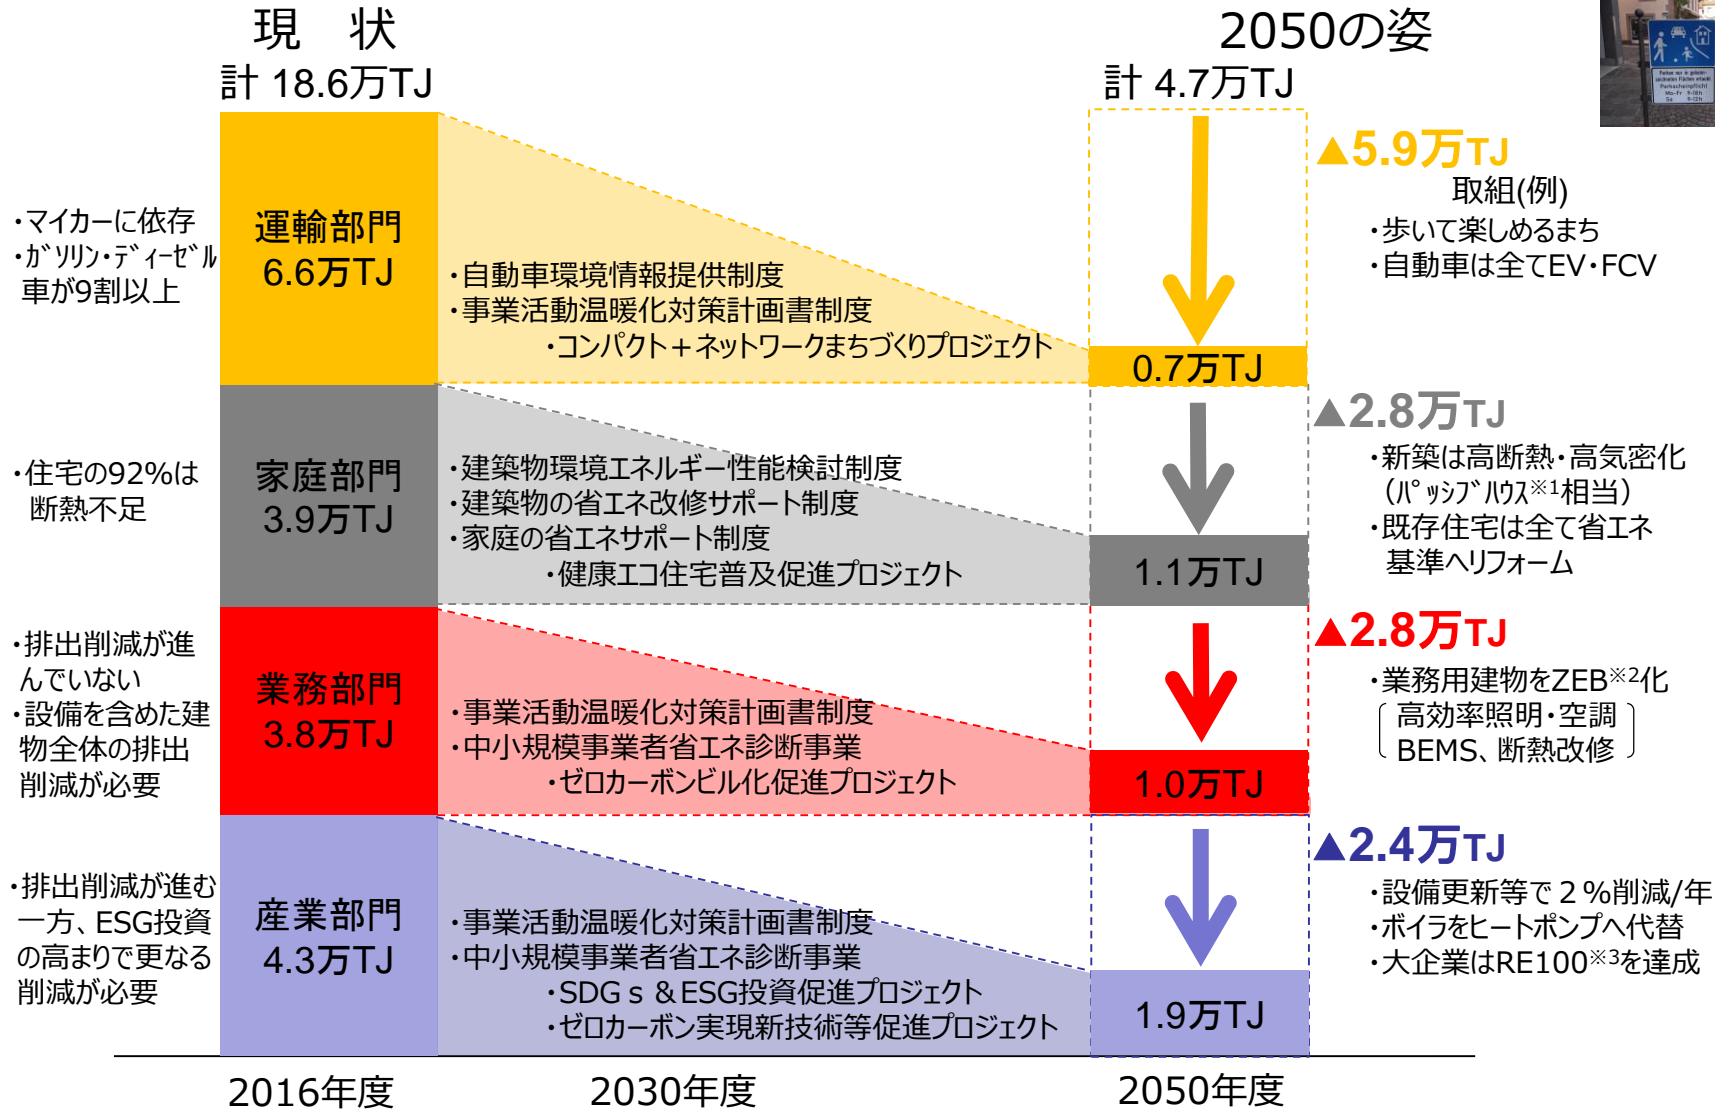 現　状
計 18.6万TJ
2050の姿
計 4.7万TJ
・マイカーに依存
・ｶﾞｿﾘﾝ・ﾃﾞｨｰｾﾞﾙ
車が9割以上
運輸部門
6.6万TJ
・自動車環境情報提供制度
・事業活動温暖化対策計画書制度
・コンパクト＋ネットワークまちづくりプロジェクト
0.7万TJ
▲5.9万TJ
取組(例)
・歩いて楽しめるまち
・自動車は全てEV・FCV
・住宅の92%は
断熱不足
家庭部門
3.9万TJ
・建築物環境エネルギー性能検討制度
・建築物の省エネ改修サポート制度
・家庭の省エネサポート制度
・健康エコ住宅普及促進プロジェクト
1.1万TJ
▲2.8万TJ
・新築は高断熱・高気密化
（ﾊﾟｯｼﾌﾞﾊｳｽ※1相当）
・既存住宅は全て省エネ
基準へリフォーム
・排出削減が進
んでいない
・設備を含めた建
物全体の排出
削減が必要
業務部門
3.8万TJ
・事業活動温暖化対策計画書制度
・中小規模事業者省エネ診断事業
・ゼロカーボンビル化促進プロジェクト
1.0万TJ
▲2.8万TJ
・業務用建物をZEB※2化
高効率照明・空調
BEMS、断熱改修
・排出削減が進む
一方、ESG投資
の高まりで更なる
削減が必要
産業部門
4.3万TJ
・事業活動温暖化対策計画書制度
・中小規模事業者省エネ診断事業
・SDGｓ＆ESG投資促進プロジェクト
・ゼロカーボン実現新技術等促進プロジェクト
1.9万TJ
▲2.4万TJ
・設備更新等で２％削減/年
・ボイラをヒートポンプへ代替
・大企業はRE100※3を達成
2016年度
2030年度
2050年度
Parken nur in gekenn-
zeichneten Flächen erlaubt
Parkscheinpflicht
Mo-Fr 9-18h
Sa 9-12h